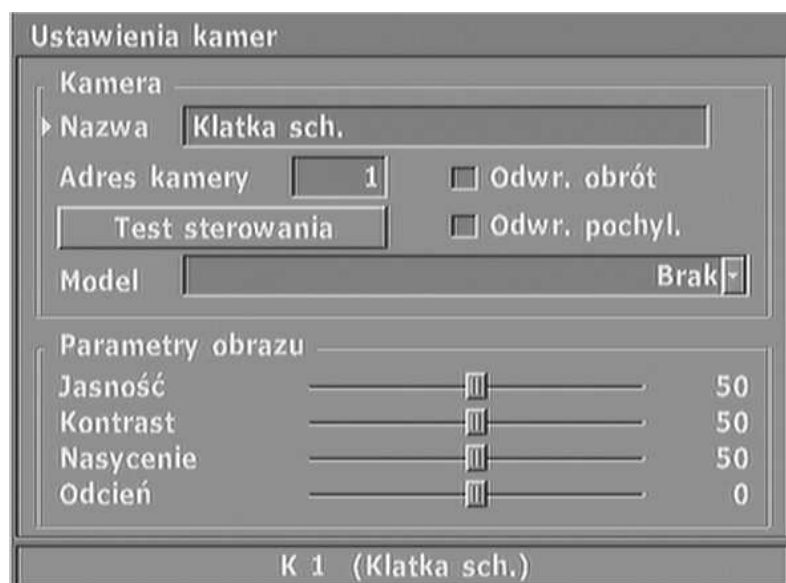 Ustawienia kamer
Kamera
Nazwa Klatka sch.
Adres kamery 1 Odwr. obrót
Test sterowania Odwr. pochyl.
Model Brak
Parametry obrazu
Jasność 50
Kontrast 50
Nasycenie 50
Odcień 0
K 1 (Klatka sch.)